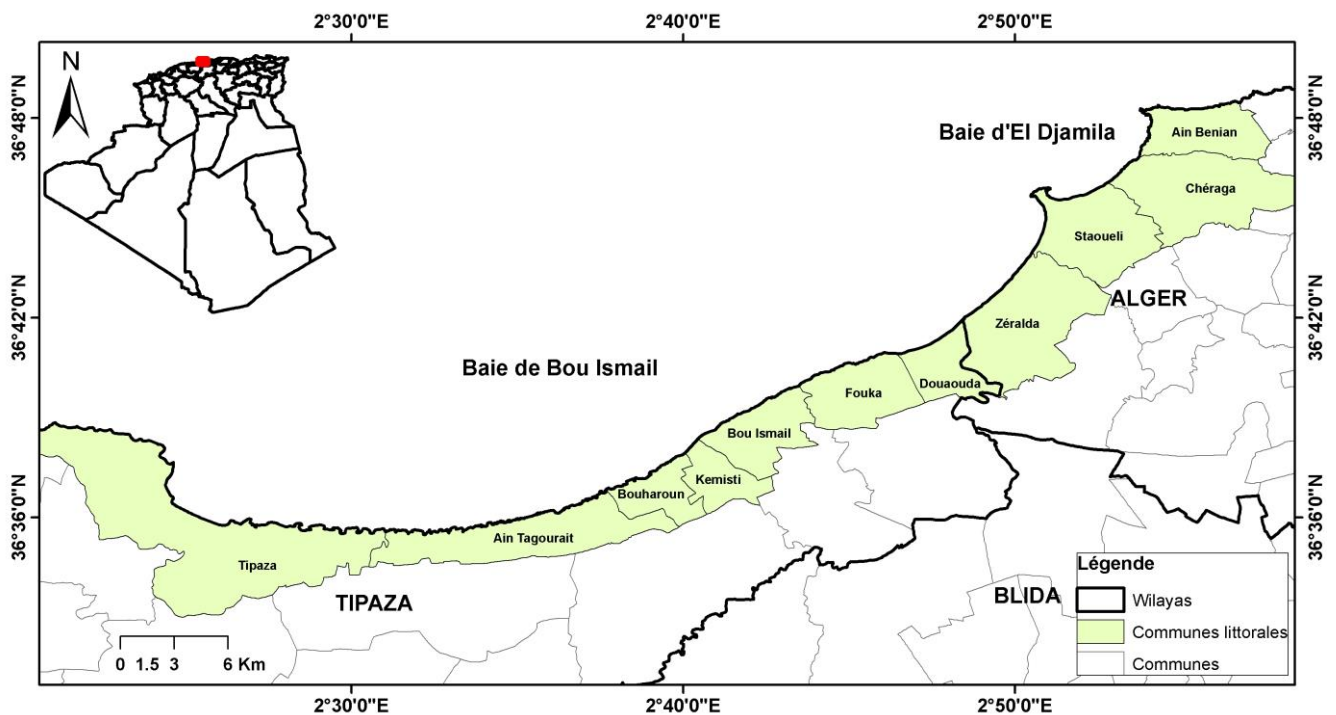 2°30'0"E 2°40'0"E 2°50'0"E
N
36°48'0"N 36°48'0"N
Baie d'El Djamila
Ain Benian
Chéraga
Staoueli
ALGER
36°42'0"N 36°42'0"N
Zéralda
Baie de Bou Ismail
Douaouda
Fouka
Bou Ismail
Kemisti
Bouharoun
36°36'0"N 36°36'0"N
Ain Tagourait
Tipaza
TIPAZA
BLIDA
Légende
Wilayas
Communes littorales
Communes
0 1.5 3 6 Km
2°30'0"E 2°40'0"E 2°50'0"E